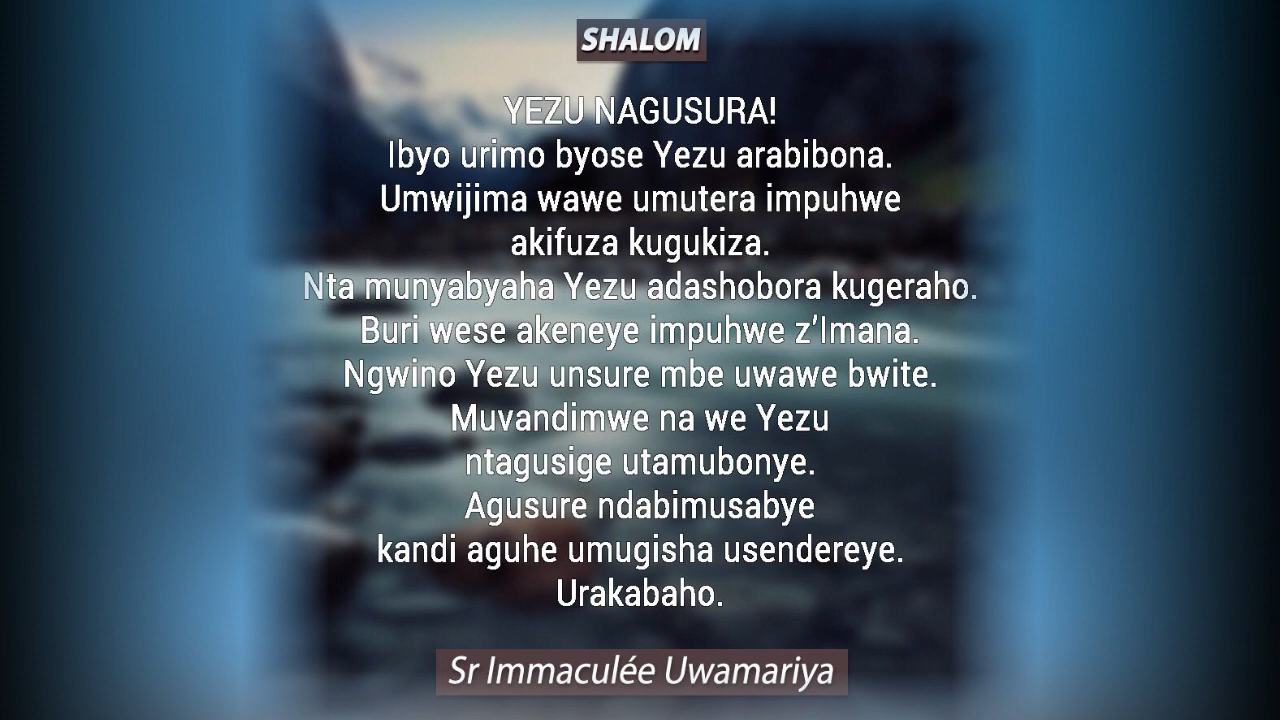 SHALOM
YEZU NAGUSURA!
Ibyo urimo byose Yezu arabibona.
Umwijima wawe umutera impuhwe
akifuza kugukiza.
Nta munyabyaha Yezu adashobora kugeraho.
Buri wese akeneye impuhwe z’Imana.
Ngwino Yezu unsure mbe uwawe bwite.
Muvandimwe na we Yezu
ntagusige utamubonye.
Agusure ndabimusabye
kandi aguhe umugisha usendereye.
Urakabaho.
Sr Immaculée Uwamariya